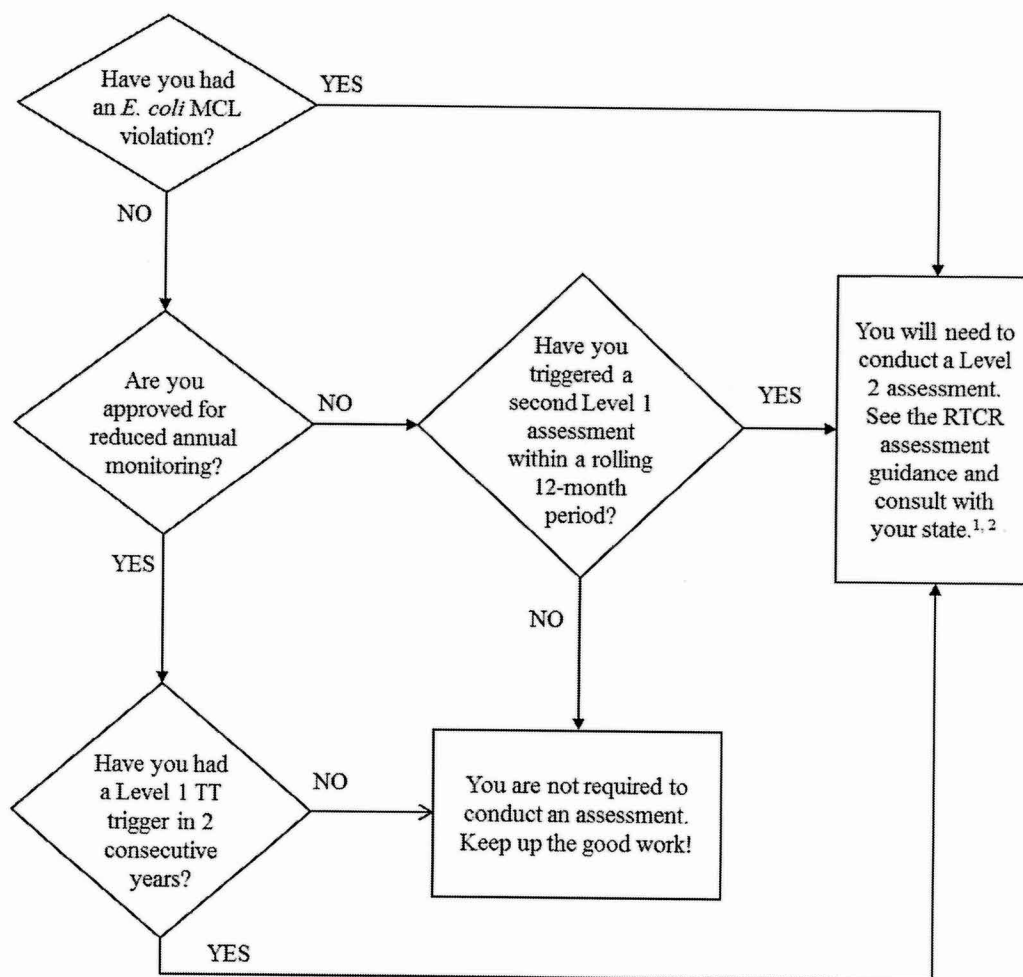 Have you had
an E. coli MCL
violation?
YES
NO
Are you
approved for
reduced annual
monitoring?
NO
Have you
triggered a
second Level 1
assessment
within a rolling
12-month
period?
YES
You will need to
conduct a Level
2 assessment.
See the RTCR
assessment
guidance and
consult with
your state.1, 2
YES
NO
Have you had
a Level 1 TT
trigger in 2
consecutive
years?
NO
You are not required to
conduct an assessment.
Keep up the good work!
YES